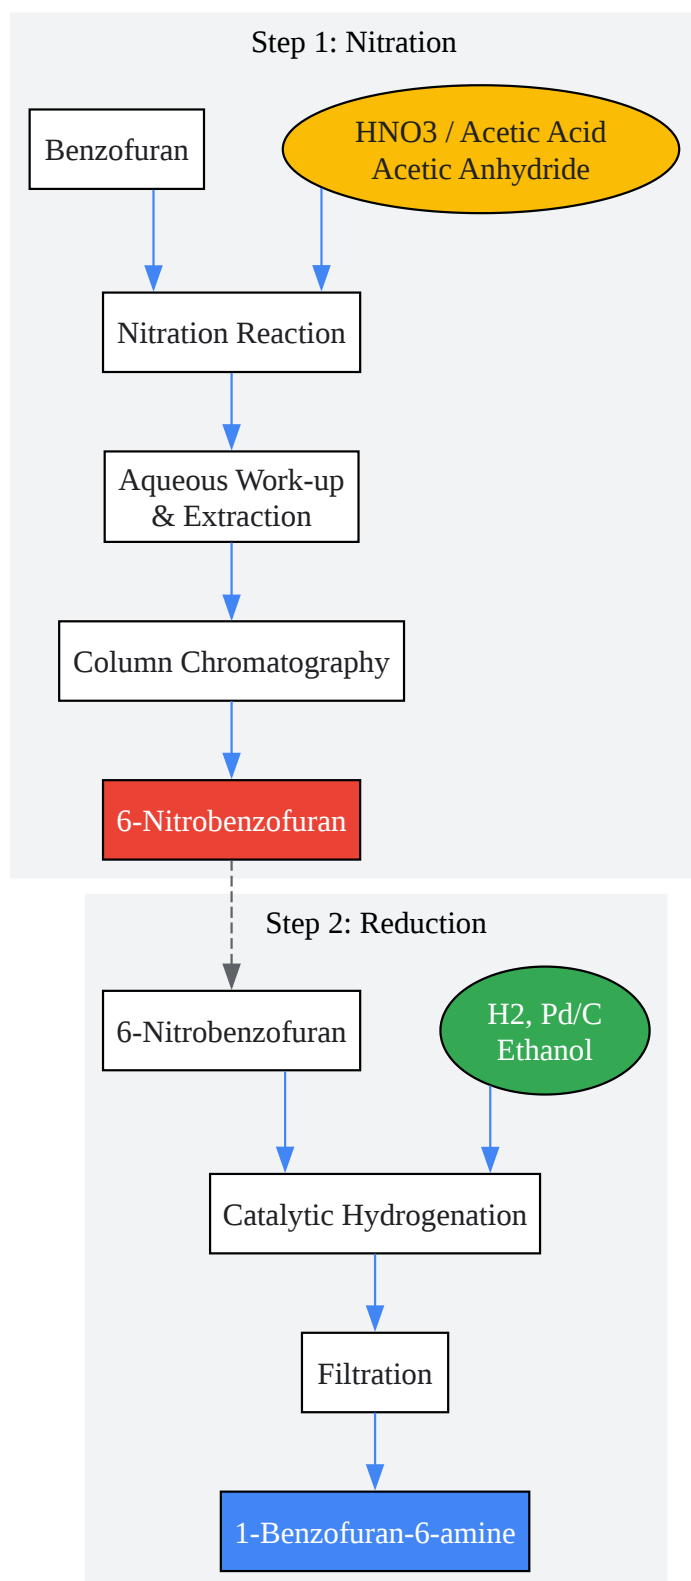 Step 1: Nitration
Benzofuran
HNO3 / Acetic Acid
Acetic Anhydride
Nitration Reaction
Aqueous Work-up
& Extraction
Column Chromatography
6-Nitrobenzofuran
Step 2: Reduction
6-Nitrobenzofuran
H2, Pd/C
Ethanol
Catalytic Hydrogenation
Filtration
1-Benzofuran-6-amine